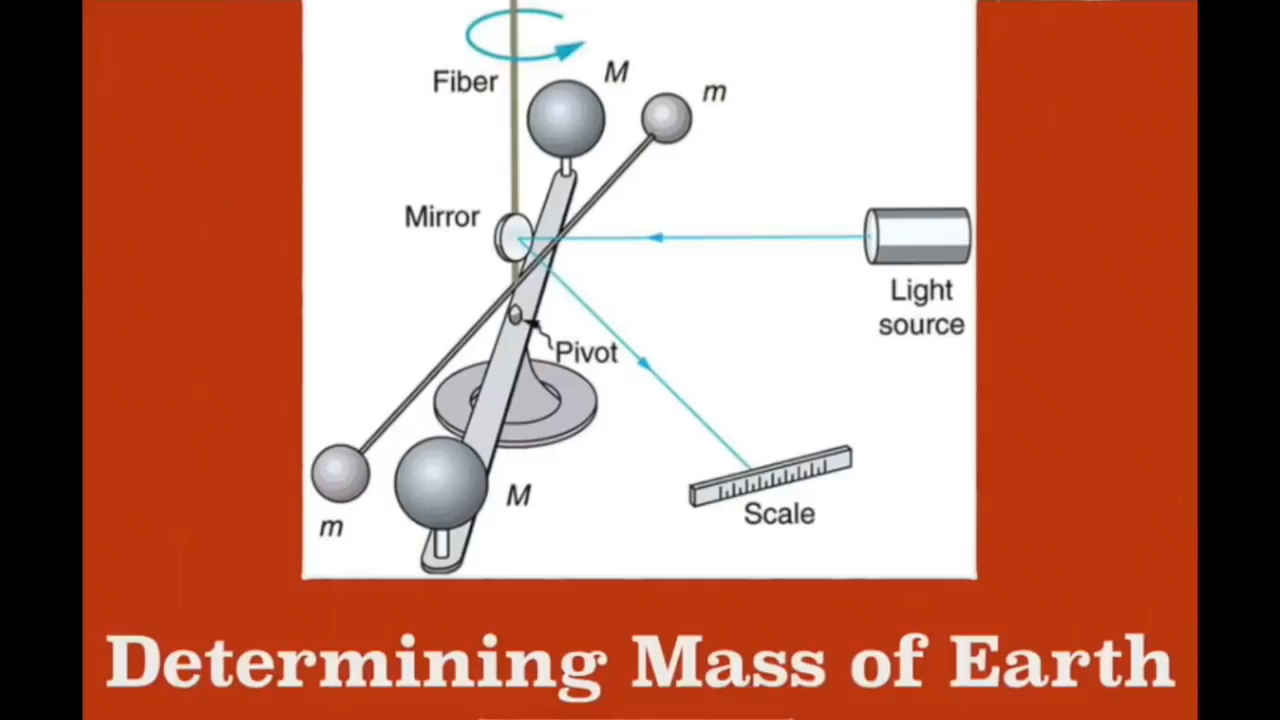 M
m
Fiber
Mirror
Light
source
Pivot
M
Scale
m
Determining Mass of Earth